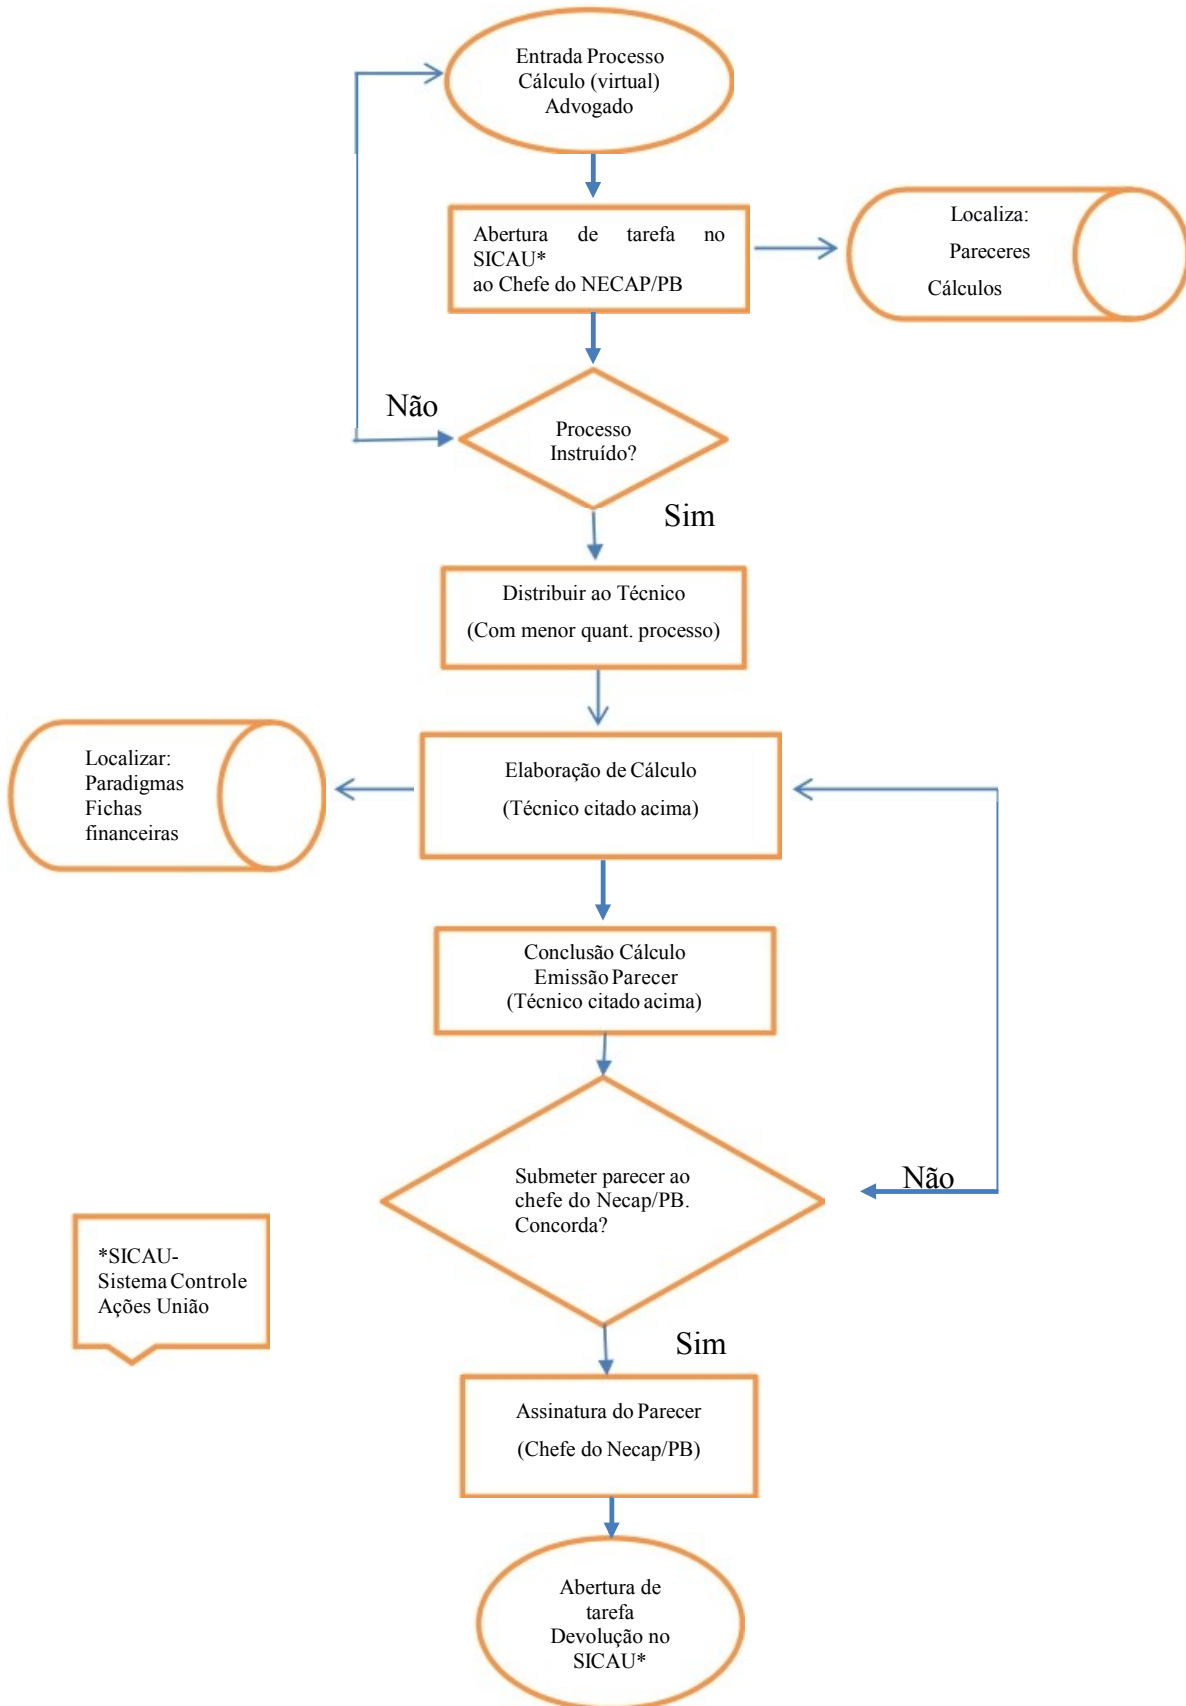 Entrada Processo
Cálculo (virtual)
Advogado
Abertura de tarefa no
SICAU*
ao Chefe do NECAP/PB
Localiza:
Pareceres
Cálculos
Não
Processo
Instruído?
Sim
Distribuir ao Técnico
(Com menor quant. processo)
Localizar:
Paradigmas
Fichas
financeiras
Elaboração de Cálculo
(Técnico citado acima)
Conclusão Cálculo
Emissão Parecer
(Técnico citado acima)
Submeter parecer ao
chefe do Necap/PB.
Concorda?
Não
*SICAU-
Sistema Controle
Ações União
Sim
Assinatura do Parecer
(Chefe do Necap/PB)
Abertura de
tarefa
Devolução no
SICAU*